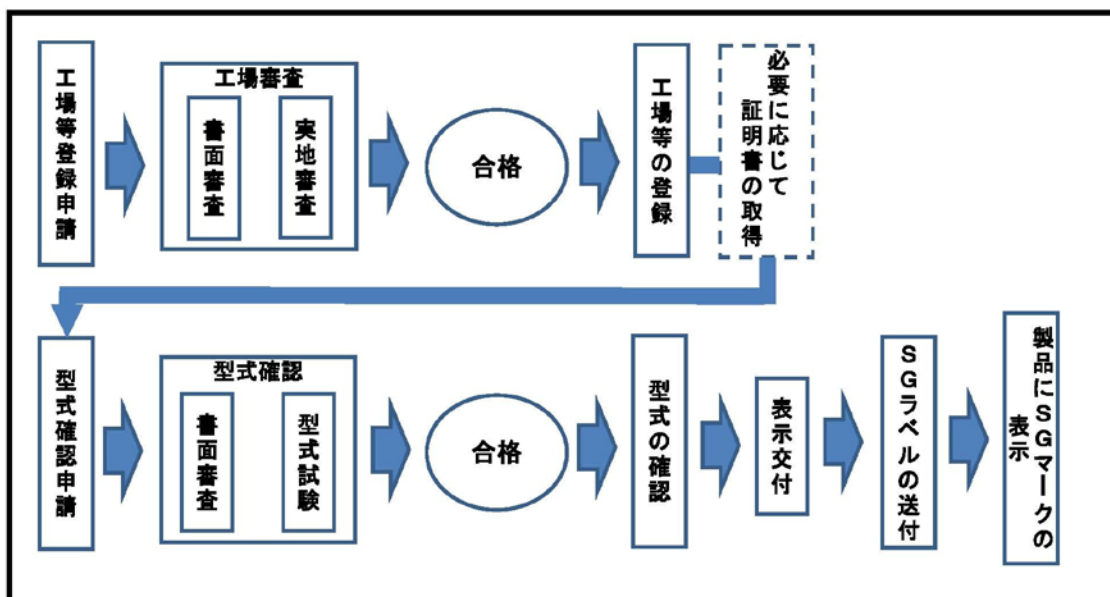 工場等登録申請
工場審査
書面審査
実地審査
合格
工場等の登録
必要に応じて
証明書の取得
型式確認申請
型式確認
書面審査
型式試験
合格
型式の確認
表示交付
SGラベルの送付
製品にSGマークの
表示